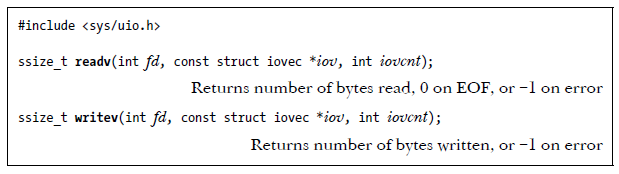 #include <sys/uio.h>
ssize_t readv(int fd, const struct iovec *iov, int iovcnt);
Returns number of bytes read, 0 on EOF, or −1 on error
ssize_t writev(int fd, const struct iovec *iov, int iovcnt);
Returns number of bytes written, or −1 on error